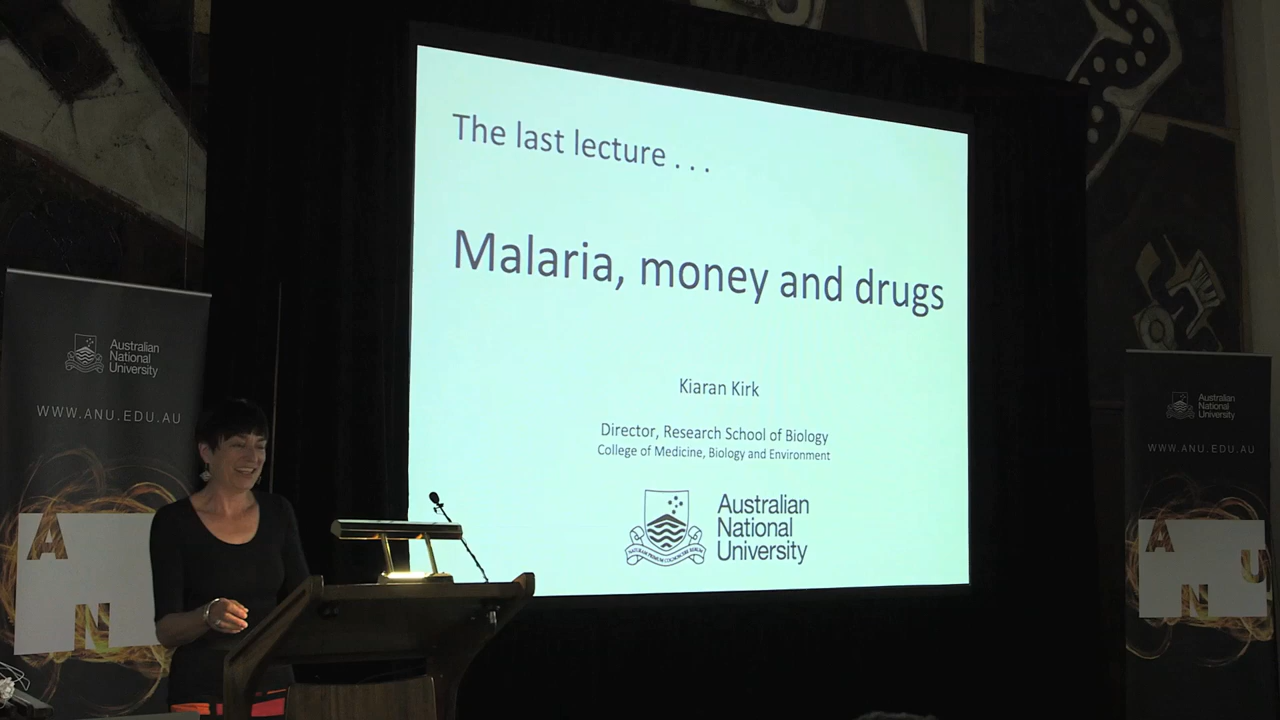 The last lecture . . .
Malaria, money and drugs
Kiaran Kirk
Director, Research School of Biology
College of Medicine, Biology and Environment
Australian
National
University
Australian
National
University
WWW.ANU.EDU.AU
A
N
Australian
National
University
WWW.ANU.EDU.AU
A
U
N